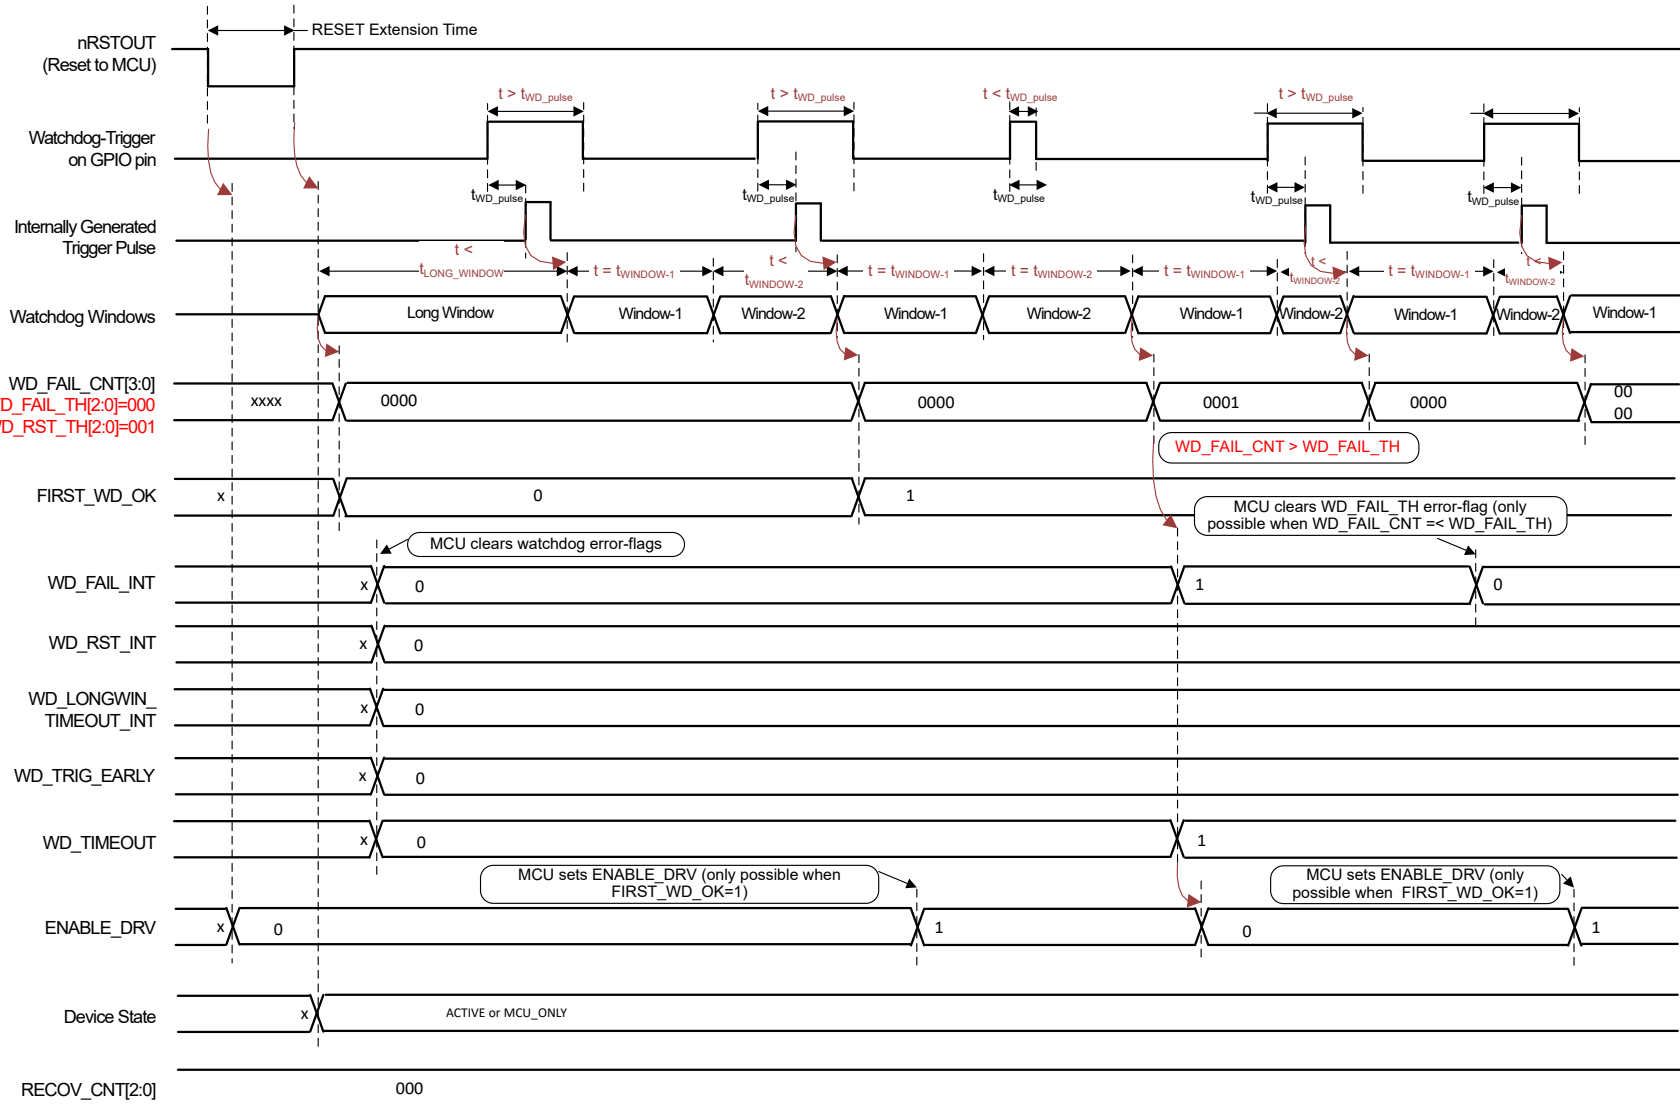 RESET Extension Time
nRSTOUT
(Reset to MCU)
t > tWD_pulse
t > tWD_pulse
t < tWD_pulse
t > tWD_pulse
Watchdog-Trigger
on GPIO pin
tWD_pulse
tWD_pulse
tWD_pulse
tWD_pulse
tWD_pulse
Internally Generated
Trigger Pulse
t <
tLONG_WINDOW
t = tWINDOW-1
t <
tWINDOW-2
t = tWINDOW-1
t = tWINDOW-2
t = tWINDOW-1
t <
tWINDOW-2
t = tWINDOW-1
t <
tWINDOW-2
Watchdog Windows
Long Window
Window-1
Window-2
Window-1
Window-2
Window-1
Window-2
Window-1
Window-2
Window-1
WD_FAIL_CNT[3:0]
D_FAIL_TH[2:0]=000
D_RST_TH[2:0]=001
xxxx
0000
0000
0001
0000
00
00
WD_FAIL_CNT > WD_FAIL_TH
FIRST_WD_OK
x
0
1
MCU clears WD_FAIL_TH error-flag (only
possible when WD_FAIL_CNT =< WD_FAIL_TH)
MCU clears watchdog error-flags
WD_FAIL_INT
x
0
1
0
WD_RST_INT
x
0
WD_LONGWIN_
TIMEOUT_INT
x
0
WD_TRIG_EARLY
x
0
WD_TIMEOUT
x
0
1
MCU sets ENABLE_DRV (only possible when
FIRST_WD_OK=1)
MCU sets ENABLE_DRV (only
possible when FIRST_WD_OK=1)
ENABLE_DRV
x
0
1
0
1
Device State
x
ACTIVE or MCU_ONLY
RECOV_CNT[2:0]
000